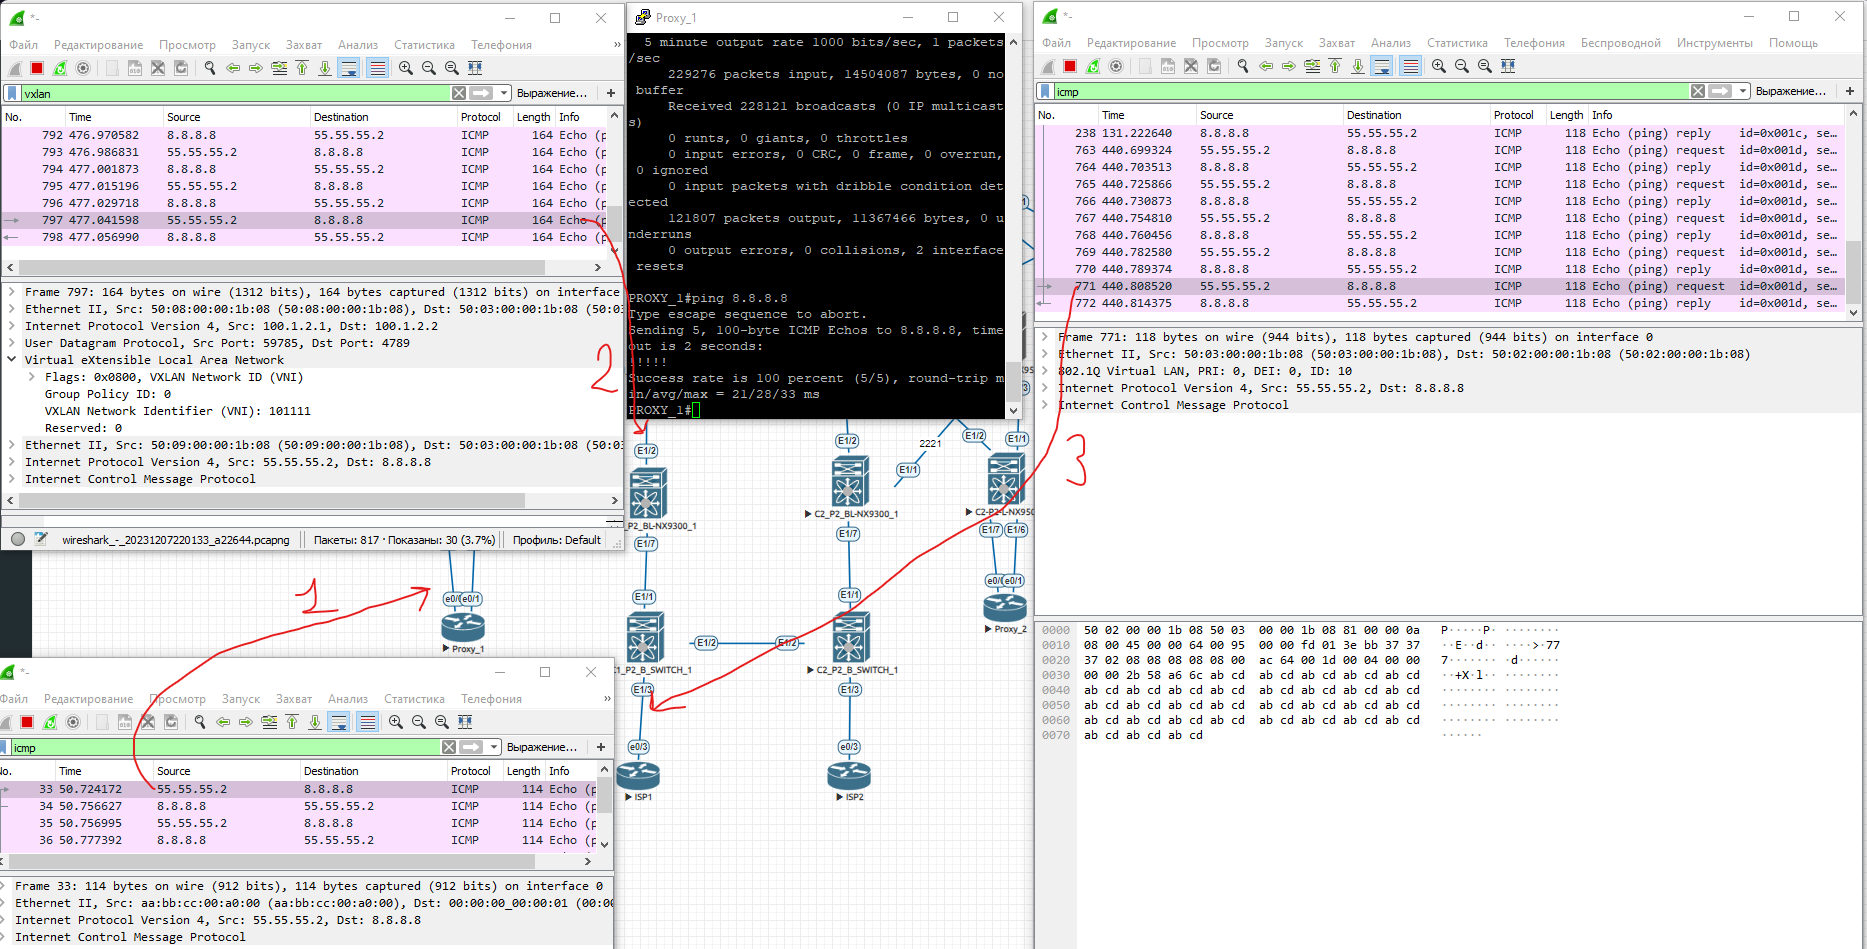 *-
Файл Редактирование Просмотр Запуск Захват Анализ Статистика Телефония »
vxlan Выражение… +
No. Time Source Destination Protocol Length Info
792 476.970582 8.8.8.8 55.55.55.2 ICMP 164 Echo (p
793 476.986831 55.55.55.2 8.8.8.8 ICMP 164 Echo (p
794 477.001873 8.8.8.8 55.55.55.2 ICMP 164 Echo (p
795 477.015196 55.55.55.2 8.8.8.8 ICMP 164 Echo (p
796 477.029718 8.8.8.8 55.55.55.2 ICMP 164 Echo (p
797 477.041598 55.55.55.2 8.8.8.8 ICMP 164 Echo (p
798 477.056990 8.8.8.8 55.55.55.2 ICMP 164 Echo (p
Frame 797: 164 bytes on wire (1312 bits), 164 bytes captured (1312 bits) on interface
Ethernet II, Src: 50:08:00:00:1b:08 (50:08:00:00:1b:08), Dst: 50:03:00:00:1b:08 (50:03
Internet Protocol Version 4, Src: 100.1.2.1, Dst: 100.1.2.2
User Datagram Protocol, Src Port: 59785, Dst Port: 4789
Virtual eXtensible Local Area Network
Flags: 0x0800, VXLAN Network ID (VNI)
Group Policy ID: 0
VXLAN Network Identifier (VNI): 101111
Reserved: 0
Ethernet II, Src: 50:09:00:00:1b:08 (50:09:00:00:1b:08), Dst: 50:03:00:00:1b:08 (50:03
Internet Protocol Version 4, Src: 55.55.55.2, Dst: 8.8.8.8
Internet Control Message Protocol
wireshark_-_20231207220133_a22644.pcapng Пакеты: 817 · Показаны: 30 (3.7%) Профиль: Default
Proxy_1
5 minute output rate 1000 bits/sec, 1 packets
/sec
229276 packets input, 14504087 bytes, 0 no
buffer
Received 228121 broadcasts (0 IP multicast
s)
0 runts, 0 giants, 0 throttles
0 input errors, 0 CRC, 0 frame, 0 overrun,
0 ignored
0 input packets with dribble condition det
ected
121807 packets output, 11367466 bytes, 0 u
nderruns
0 output errors, 0 collisions, 2 interface
resets
PROXY_1#ping 8.8.8.8
Type escape sequence to abort.
Sending 5, 100-byte ICMP Echos to 8.8.8.8, time
out is 2 seconds:
!!!!!
Success rate is 100 percent (5/5), round-trip m
in/avg/max = 21/28/33 ms
PROXY_1#
*-
Файл Редактирование Просмотр Запуск Захват Анализ Статистика Телефония Беспроводной Инструменты Помощь
icmp Выражение… +
No. Time Source Destination Protocol Length Info
238 131.222640 8.8.8.8 55.55.55.2 ICMP 118 Echo (ping) reply id=0x001c, se…
763 440.699324 55.55.55.2 8.8.8.8 ICMP 118 Echo (ping) request id=0x001d, se…
764 440.703513 8.8.8.8 55.55.55.2 ICMP 118 Echo (ping) reply id=0x001d, se…
765 440.725866 55.55.55.2 8.8.8.8 ICMP 118 Echo (ping) request id=0x001d, se…
766 440.730873 8.8.8.8 55.55.55.2 ICMP 118 Echo (ping) reply id=0x001d, se…
767 440.754810 55.55.55.2 8.8.8.8 ICMP 118 Echo (ping) request id=0x001d, se…
768 440.760456 8.8.8.8 55.55.55.2 ICMP 118 Echo (ping) reply id=0x001d, se…
769 440.782580 55.55.55.2 8.8.8.8 ICMP 118 Echo (ping) request id=0x001d, se…
770 440.789374 8.8.8.8 55.55.55.2 ICMP 118 Echo (ping) reply id=0x001d, se…
771 440.808520 55.55.55.2 8.8.8.8 ICMP 118 Echo (ping) request id=0x001d, se…
772 440.814375 8.8.8.8 55.55.55.2 ICMP 118 Echo (ping) reply id=0x001d, se…
Frame 771: 118 bytes on wire (944 bits), 118 bytes captured (944 bits) on interface 0
Ethernet II, Src: 50:03:00:00:1b:08 (50:03:00:00:1b:08), Dst: 50:02:00:00:1b:08 (50:02:00:00:1b:08)
802.1Q Virtual LAN, PRI: 0, DEI: 0, ID: 10
Internet Protocol Version 4, Src: 55.55.55.2, Dst: 8.8.8.8
Internet Control Message Protocol
0000 50 02 00 00 1b 08 50 03 00 00 1b 08 81 00 00 0a P·····P· ········
0010 08 00 45 00 00 64 00 95 00 00 fd 01 3e bb 37 37 ··E··d·· ····>·77
0020 37 02 08 08 08 08 08 00 ac 64 00 1d 00 04 00 00 7······· ·d······
0030 00 00 2b 58 a6 6c ab cd ab cd ab cd ab cd ab cd ··+X·l·· ········
0040 ab cd ab cd ab cd ab cd ab cd ab cd ab cd ab cd ········ ········
0050 ab cd ab cd ab cd ab cd ab cd ab cd ab cd ab cd ········ ········
0060 ab cd ab cd ab cd ab cd ab cd ab cd ab cd ab cd ········ ········
0070 ab cd ab cd ab cd ······
1
2
3
E1/2 E1/2 2221 E1/2 E1/1
E1/1
_P2_BL-NX9300_1 C2_P2_BL-NX9300_1 C2-P2-L-NX950
E1/7 E1/7 E1/7 E1/6
e0/0 e0/1
E1/1 E1/1 Proxy_2
e0/0 e0/1
Proxy_1
E1/2 E1/2
C1_P2_B_SWITCH_1 C2_P2_B_SWITCH_1
E1/3 E1/3
e0/3 e0/3
ISP1 ISP2
*-
Файл Редактирование Просмотр Запуск Захват Анализ Статистика Телефония »
icmp Выражение… +
No. Time Source Destination Protocol Length Info
33 50.724172 55.55.55.2 8.8.8.8 ICMP 114 Echo (p
34 50.756627 8.8.8.8 55.55.55.2 ICMP 114 Echo (p
35 50.756995 55.55.55.2 8.8.8.8 ICMP 114 Echo (p
36 50.777392 8.8.8.8 55.55.55.2 ICMP 114 Echo (p
Frame 33: 114 bytes on wire (912 bits), 114 bytes captured (912 bits) on interface 0
Ethernet II, Src: aa:bb:cc:00:a0:00 (aa:bb:cc:00:a0:00), Dst: 00:00:00_00:00:01 (00:00
Internet Protocol Version 4, Src: 55.55.55.2, Dst: 8.8.8.8
Internet Control Message Protocol